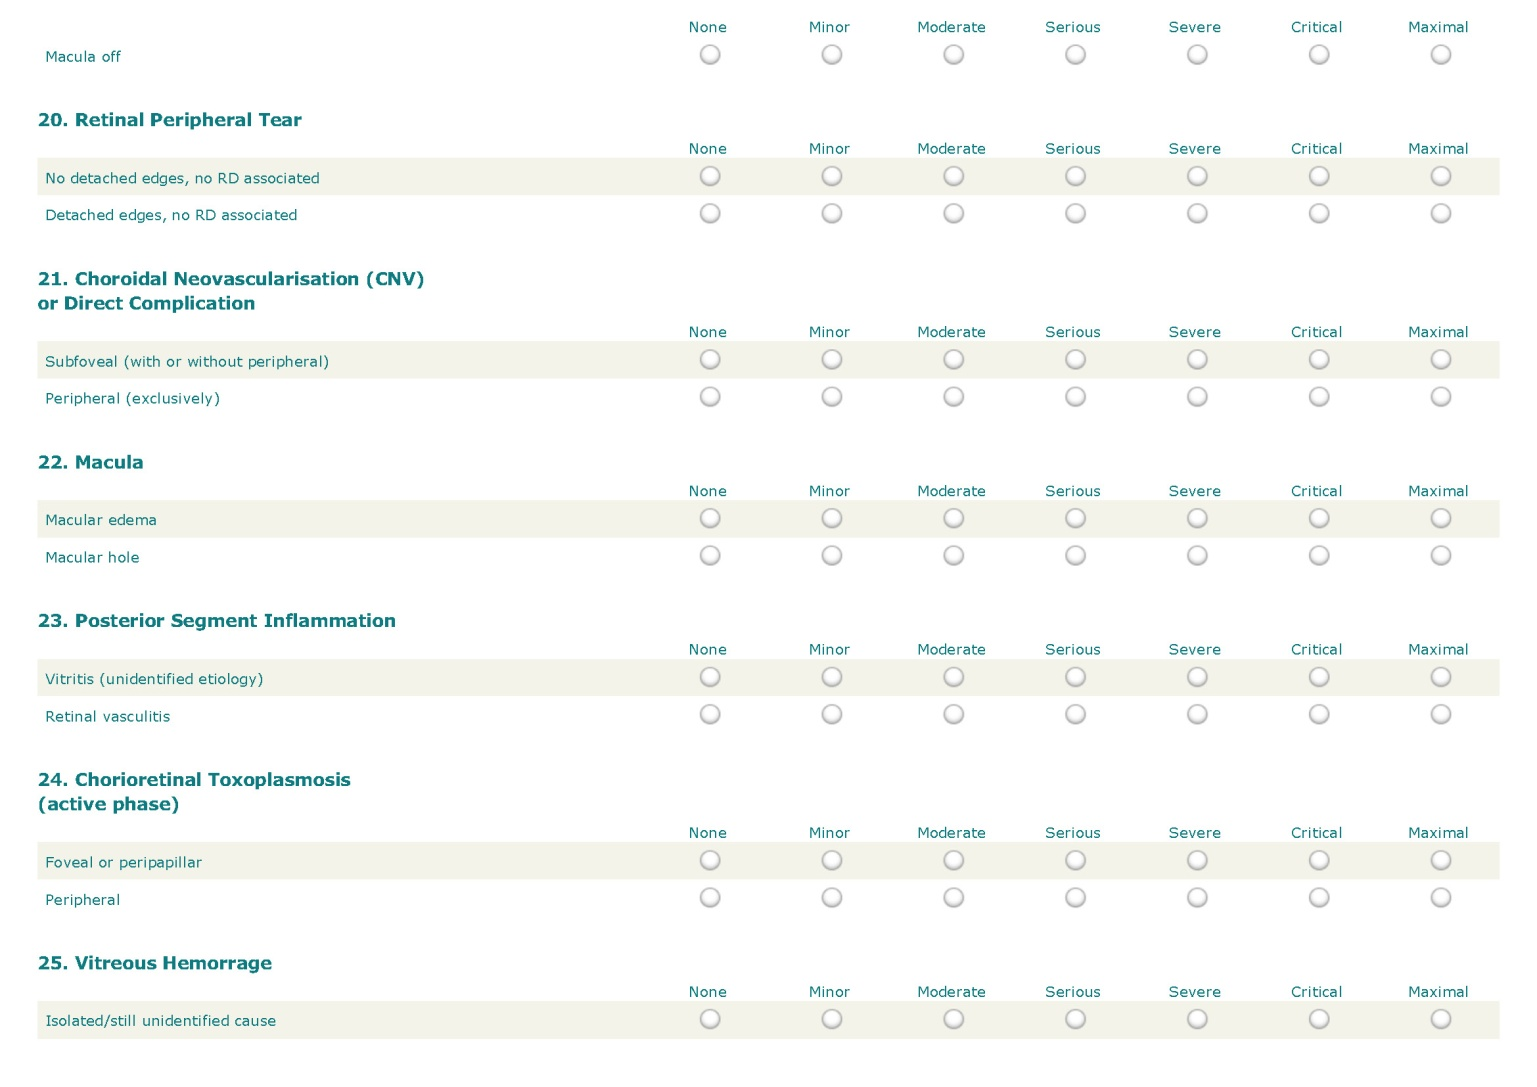 None Minor Moderate Serious Severe Critical Maximal
Macula off
20. Retinal Peripheral Tear
None Minor Moderate Serious Severe Critical Maximal
No detached edges, no RD associated
Detached edges, no RD associated
21. Choroidal Neovascularisation (CNV)
or Direct Complication
None Minor Moderate Serious Severe Critical Maximal
Subfoveal (with or without peripheral)
Peripheral (exclusively)
22. Macula
None Minor Moderate Serious Severe Critical Maximal
Macular edema
Macular hole
23. Posterior Segment Inflammation
None Minor Moderate Serious Severe Critical Maximal
Vitritis (unidentified etiology)
Retinal vasculitis
24. Chorioretinal Toxoplasmosis
(active phase)
None Minor Moderate Serious Severe Critical Maximal
Foveal or peripapillar
Peripheral
25. Vitreous Hemorrage
None Minor Moderate Serious Severe Critical Maximal
Isolated/still unidentified cause